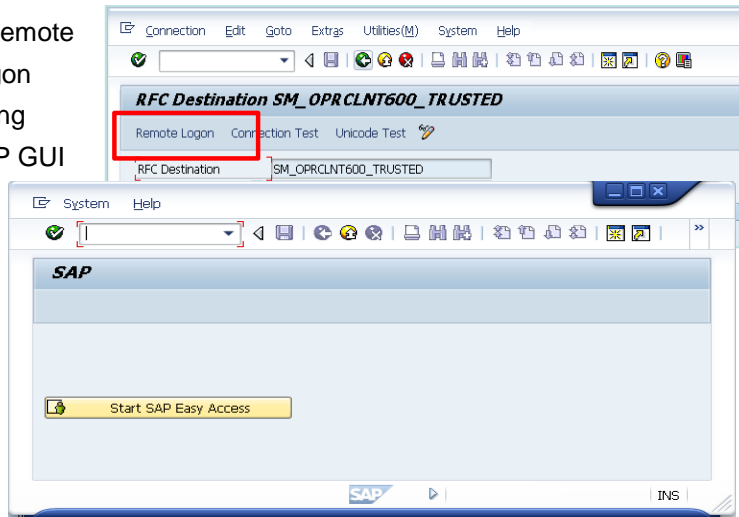 emote
Connection Edit Goto Extras Utilities(M) System Help
on
RFC Destination SM_OPRCLNT600_TRUSTED
ng
Remote Logon Connection Test Unicode Test
P GUI
RFC Destination SM_OPRCLNT600_TRUSTED
System Help
SAP
Start SAP Easy Access
SAP INS